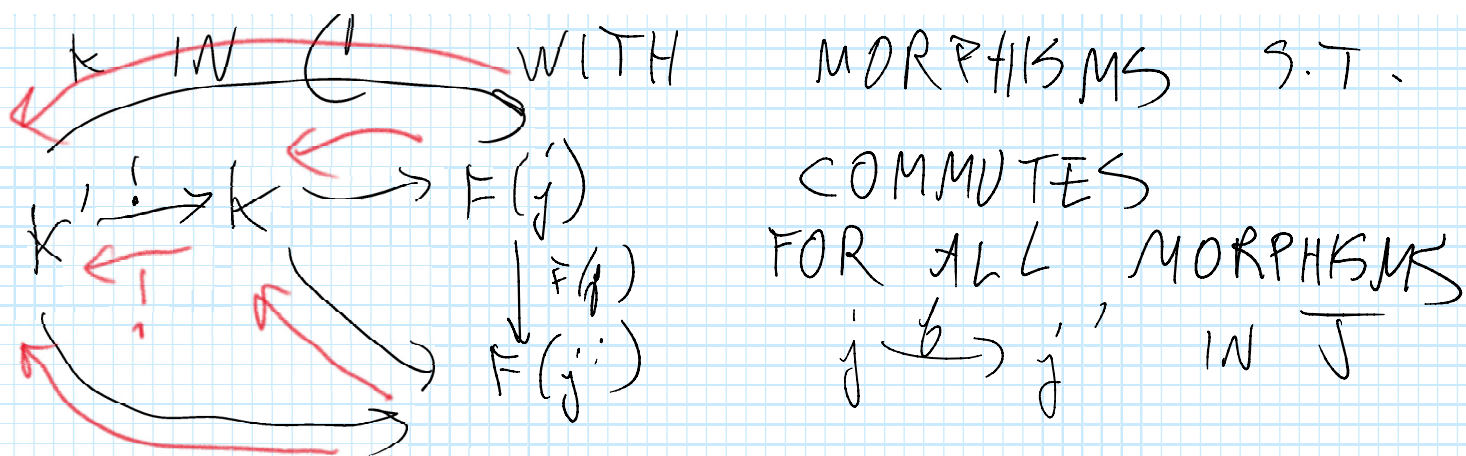 K IN C WITH MORPHISMS S.T.
K' ! K F(j) COMMUTES
! F(f) FOR ALL MORPHISMS
F(j') j f j' IN J